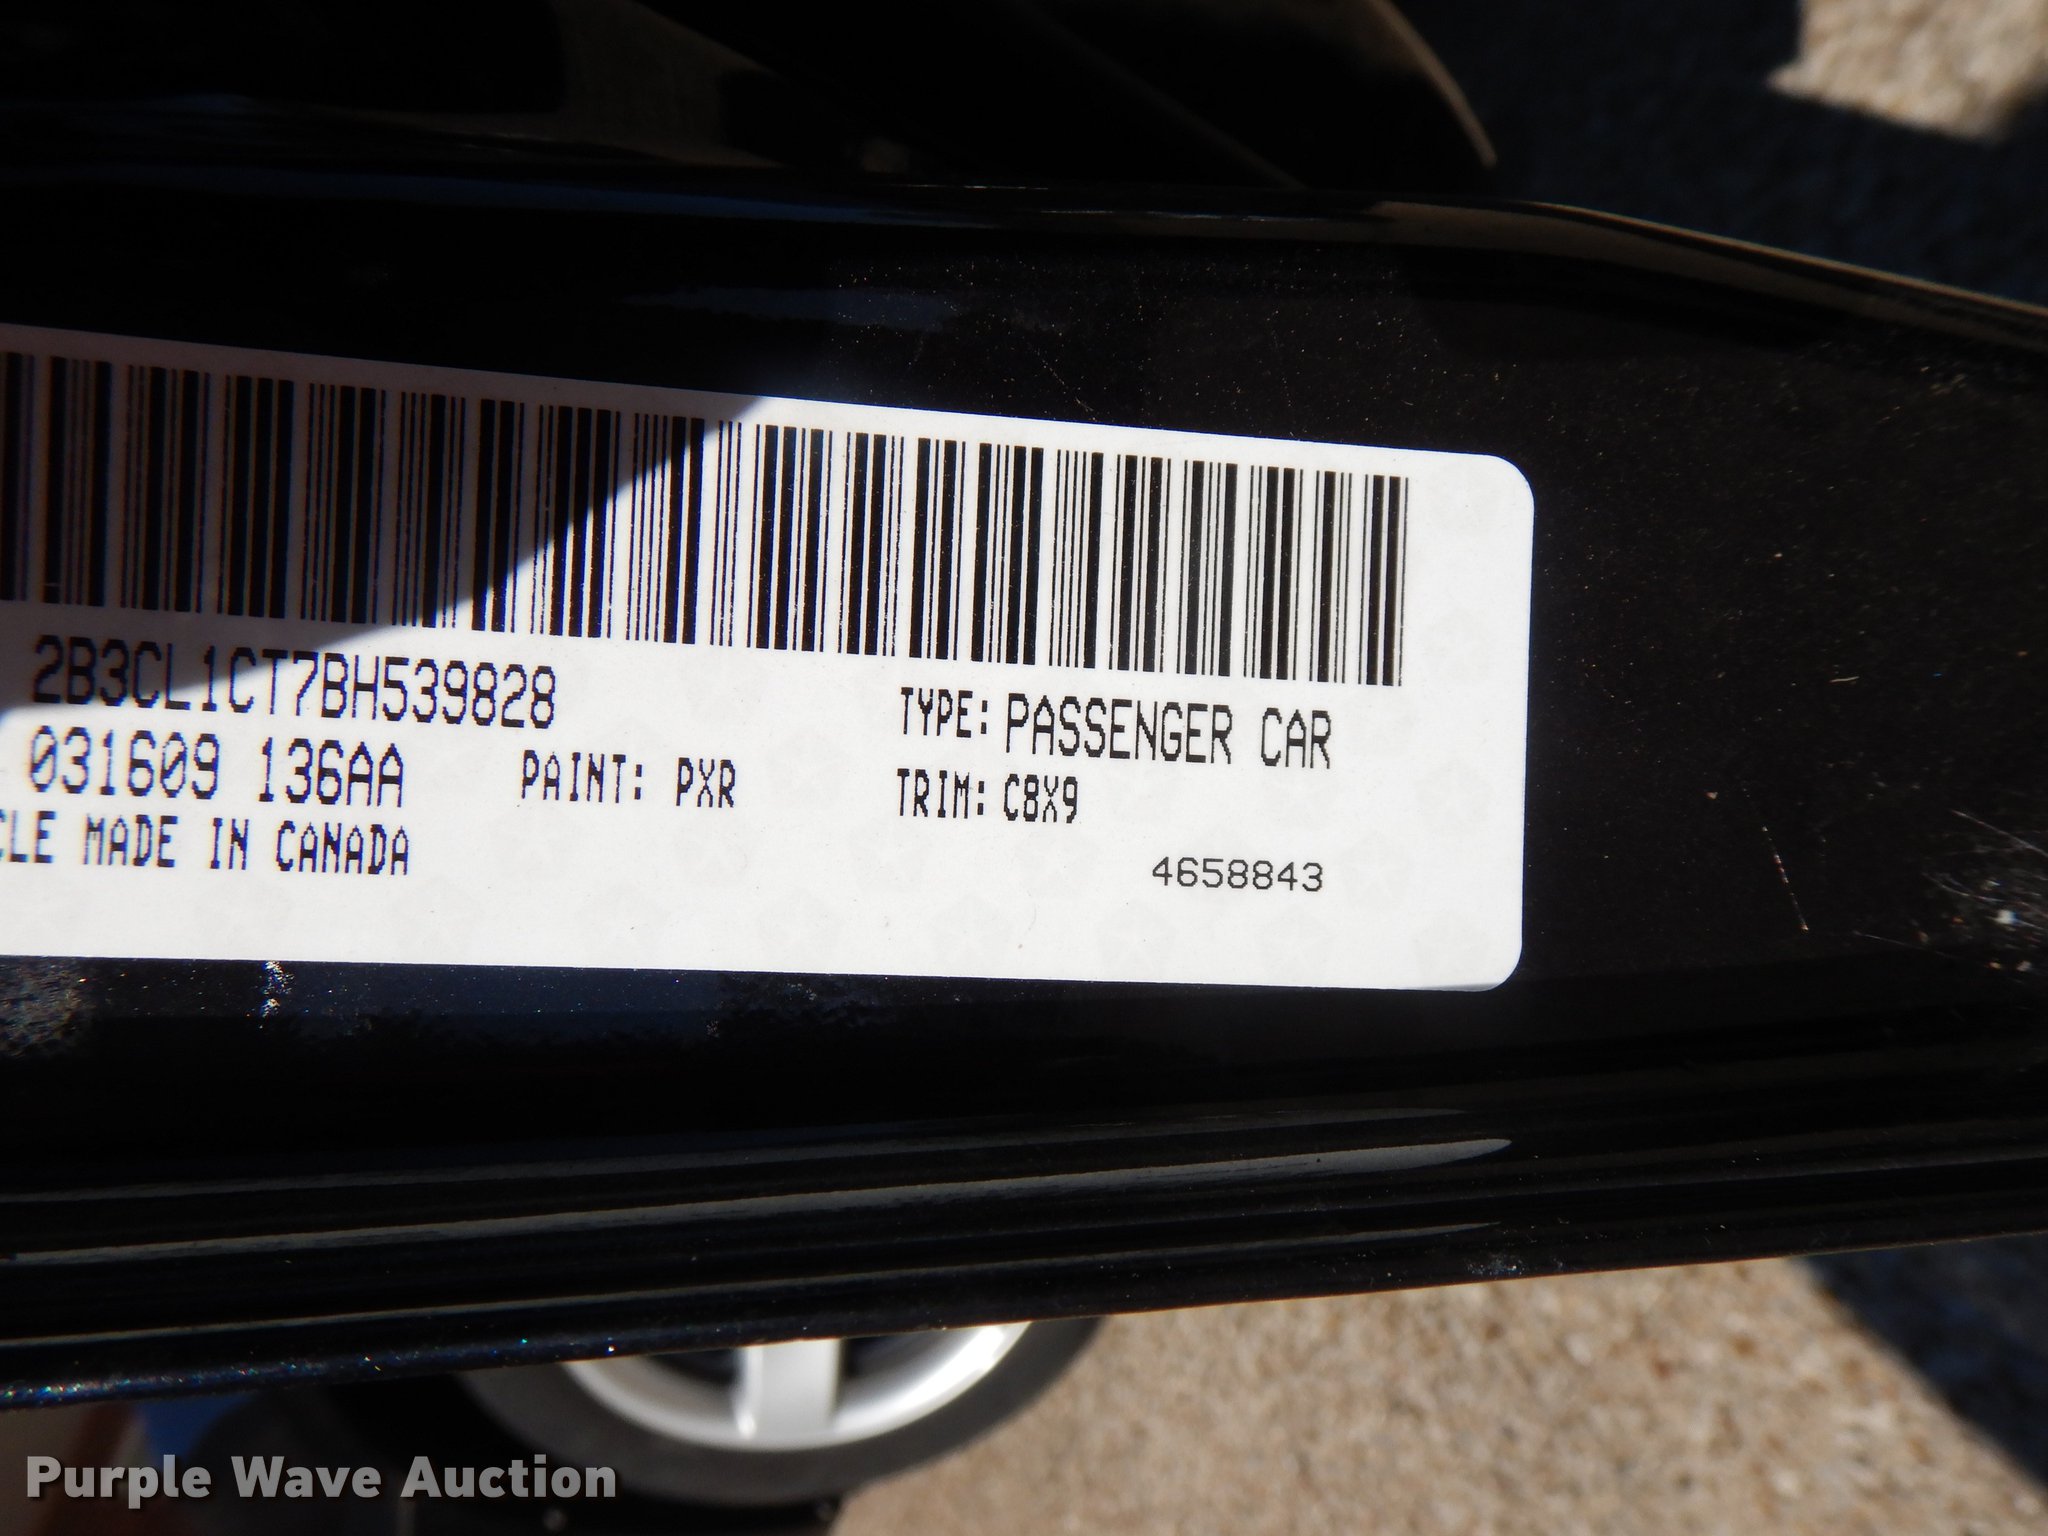 2B3CL1CT7BH539828
TYPE: PASSENGER CAR
031609 136AA
PAINT: PXR
TRIM: C8X9
CLE MADE IN CANADA
4658843
Purple Wave Auction